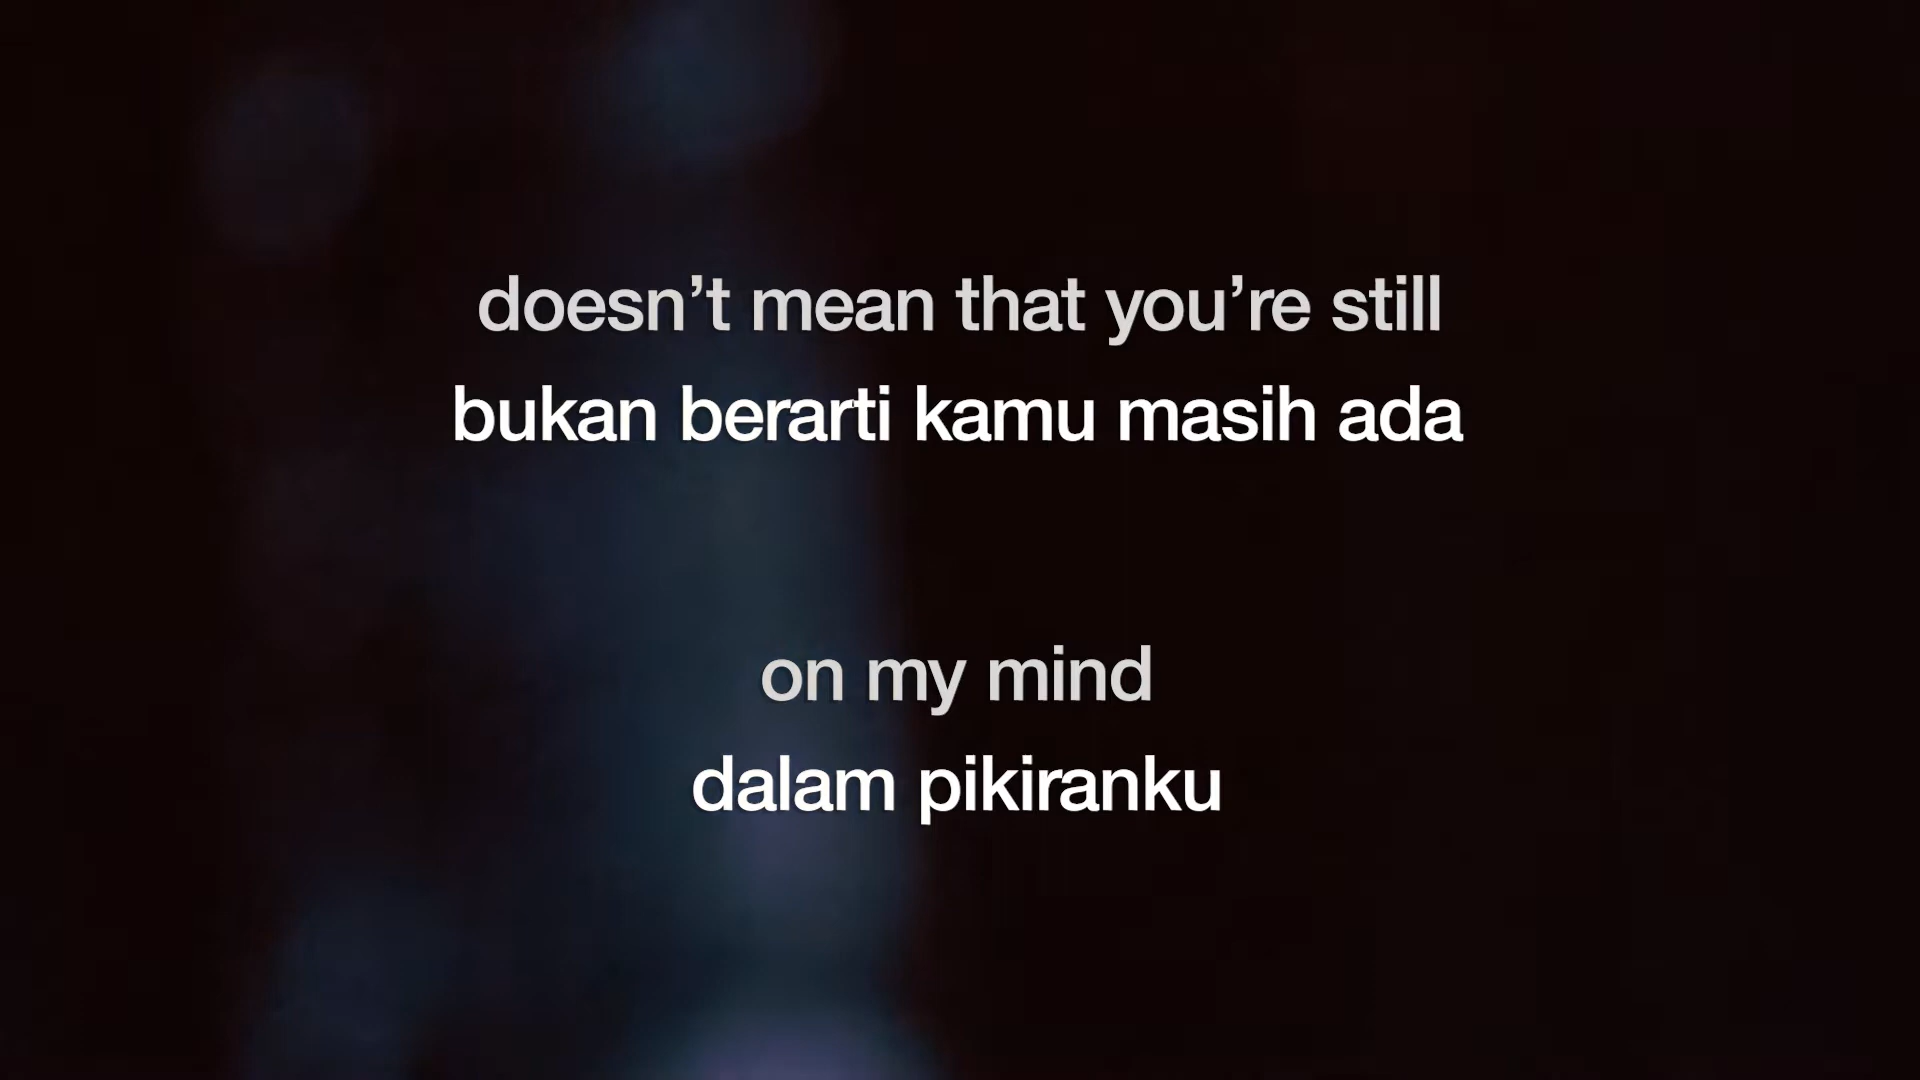 doesn’t mean that you’re still
bukan berarti kamu masih ada
on my mind
dalam pikiranku